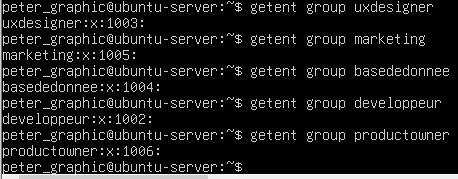 peter_graphic@ubuntu-server:~$ getent group uxdesigner
uxdesigner:x:1003:
peter_graphic@ubuntu-server:~$ getent group marketing
marketing:x:1005:
peter_graphic@ubuntu-server:~$ getent group basededonnee
basededonnee:x:1004:
peter_graphic@ubuntu-server:~$ getent group developpeur
developpeur:x:1002:
peter_graphic@ubuntu-server:~$ getent group productowner
productowner:x:1006:
peter_graphic@ubuntu-server:~$